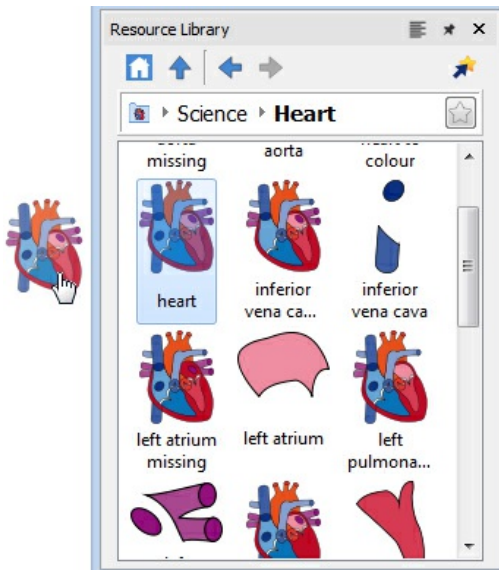 Resource Library
Science Heart
missing
aorta
colour
heart
inferior
vena ca...
inferior
vena cava
left atrium
missing
left atrium
left
pulmona...